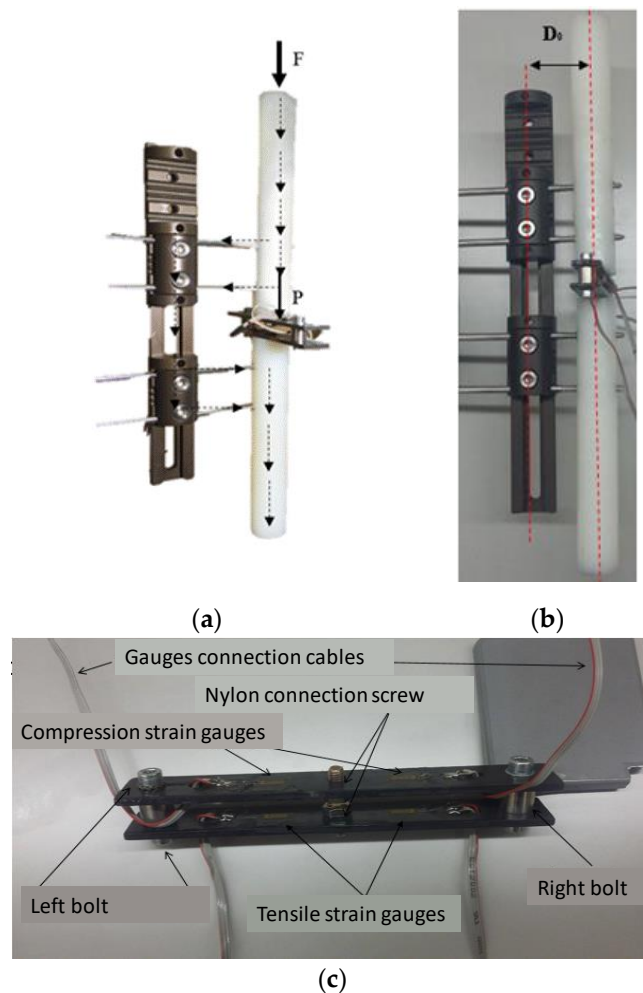 F
P
(a)
D₀
(b)
Gauges connection cables
Nylon connection screw
Compression strain gauges
Left bolt
Tensile strain gauges
Right bolt
(c)